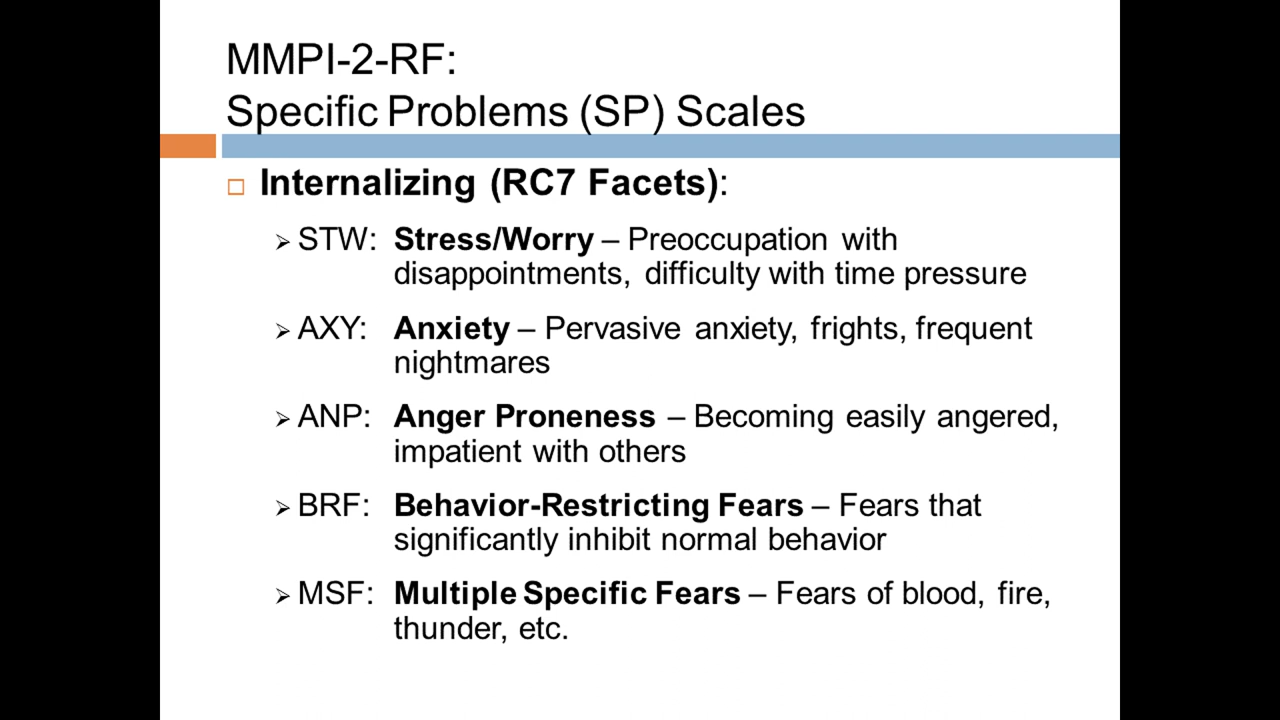 MMPI-2-RF:
Specific Problems (SP) Scales
Internalizing (RC7 Facets):
STW: Stress/Worry – Preoccupation with
disappointments, difficulty with time pressure
AXY: Anxiety – Pervasive anxiety, frights, frequent
nightmares
ANP: Anger Proneness – Becoming easily angered,
impatient with others
BRF: Behavior-Restricting Fears – Fears that
significantly inhibit normal behavior
MSF: Multiple Specific Fears – Fears of blood, fire,
thunder, etc.